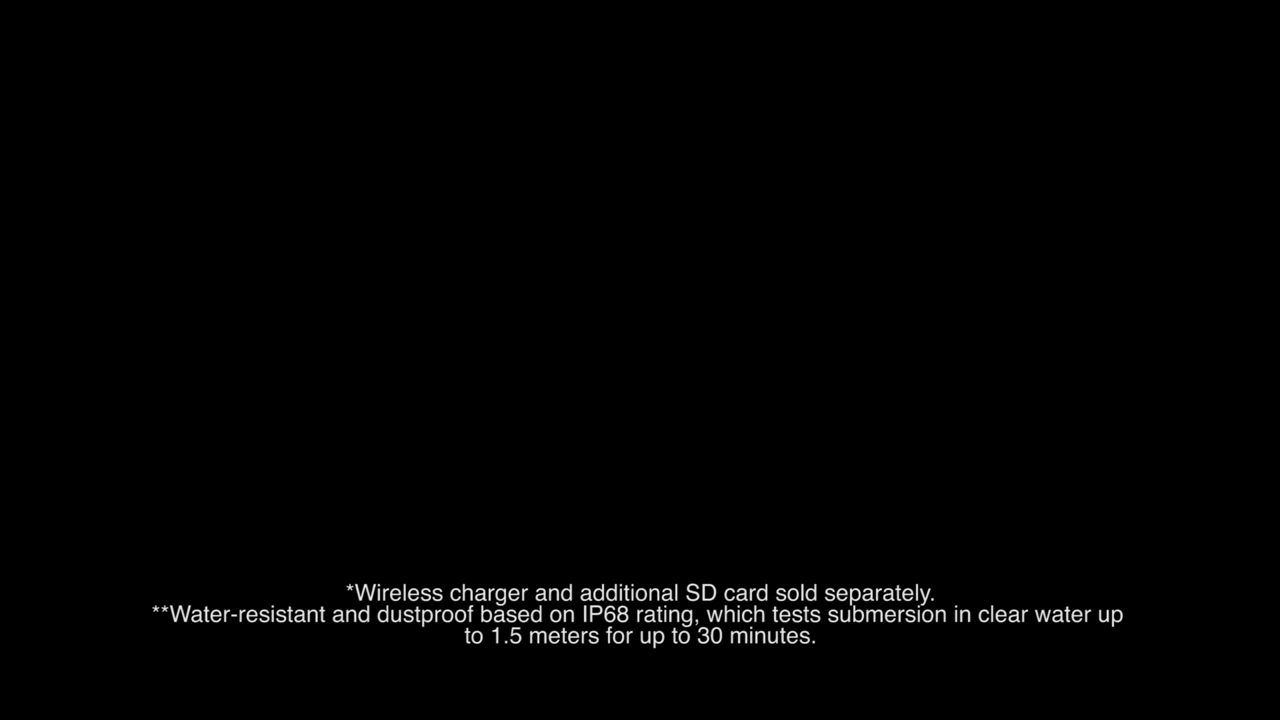 *Wireless charger and additional SD card sold separately.
**Water-resistant and dustproof based on IP68 rating, which tests submersion in clear water up
to 1.5 meters for up to 30 minutes.